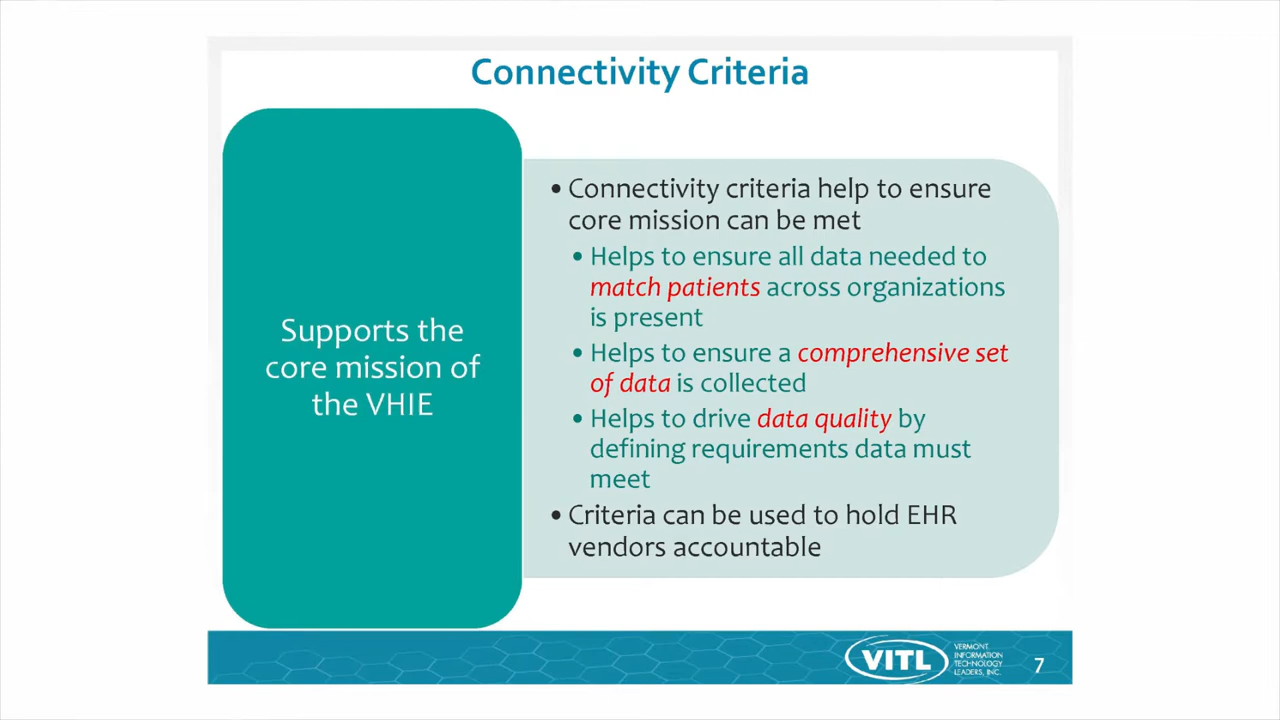 Connectivity Criteria
Supports the
core mission of
the VHIE
• Connectivity criteria help to ensure
core mission can be met
• Helps to ensure all data needed to
match patients across organizations
is present
• Helps to ensure a comprehensive set
of data is collected
• Helps to drive data quality by
defining requirements data must
meet
• Criteria can be used to hold EHR
vendors accountable
VITL
VERMONT
INFORMATION
TECHNOLOGY
LEADERS, INC.
7